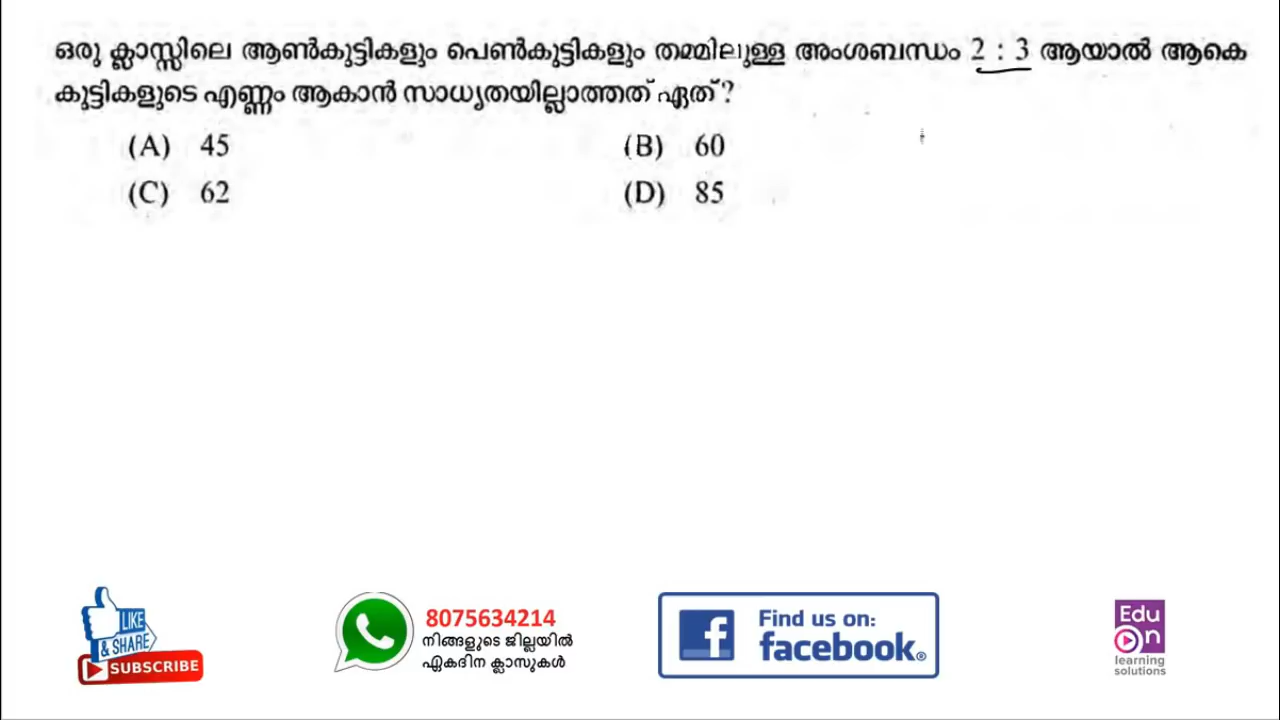 ഒരു ക്ലാസ്സിലെ ആൺകുട്ടികളും പെൺകുട്ടികളും തമ്മിലുള്ള അംശബന്ധം 2 : 3 ആയാൽ ആകെ
കുട്ടികളുടെ എണ്ണം ആകാൻ സാധ്യതയില്ലാത്തത് ഏത് ?
(A) 45 (B) 60
(C) 62 (D) 85
LIKE
& SHARE
SUBSCRIBE
8075634214
നിങ്ങളുടെ ജില്ലയിൽ
ഏകദിന ക്ലാസുകൾ
Find us on:
facebook®
Edu
On
learning
solutions